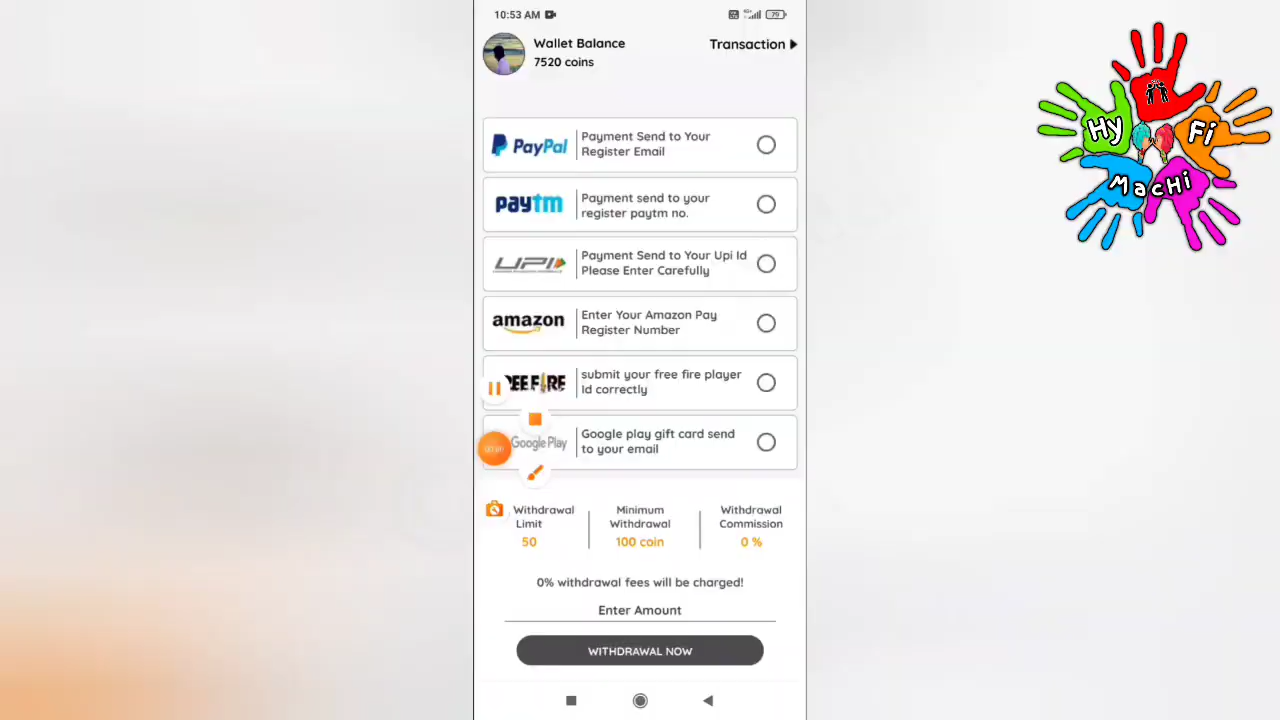 10:53 AM
79
Wallet Balance
7520 coins
Transaction
PayPal
Payment Send to Your
Register Email
paytm
Payment send to your
register paytm no.
UPI
Payment Send to Your Upi Id
Please Enter Carefully
amazon
Enter Your Amazon Pay
Register Number
REE FIRE
submit your free fire player
Id correctly
Google Play
Google play gift card send
to your email
Withdrawal
Limit
50
Minimum
Withdrawal
100 coin
Withdrawal
Commission
0 %
0% withdrawal fees will be charged!
Enter Amount
WITHDRAWAL NOW
Hy
Fi
MacHi